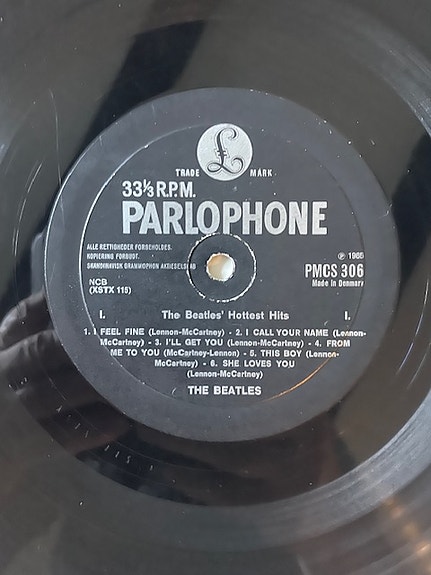 £
TRADE MARK
33⅓ R.P.M.
PARLOPHONE
ALLE RETTIGHEDER FORBEHOLDES.
KOPIERING FORBUDT.
SKANDINAVISK GRAMMOPHON AKTIESELSKAB
℗ 1965
PMCS 306
Made in Denmark
NCB
(XSTX 115)
I. The Beatles' Hottest Hits I.
1. I FEEL FINE (Lennon-McCartney) - 2. I CALL YOUR NAME (Lennon-
McCartney) - 3. I'LL GET YOU (Lennon-McCartney) - 4. FROM
ME TO YOU (McCartney-Lennon) - 5. THIS BOY (Lennon-
McCartney) - 6. SHE LOVES YOU
(Lennon-McCartney)
THE BEATLES